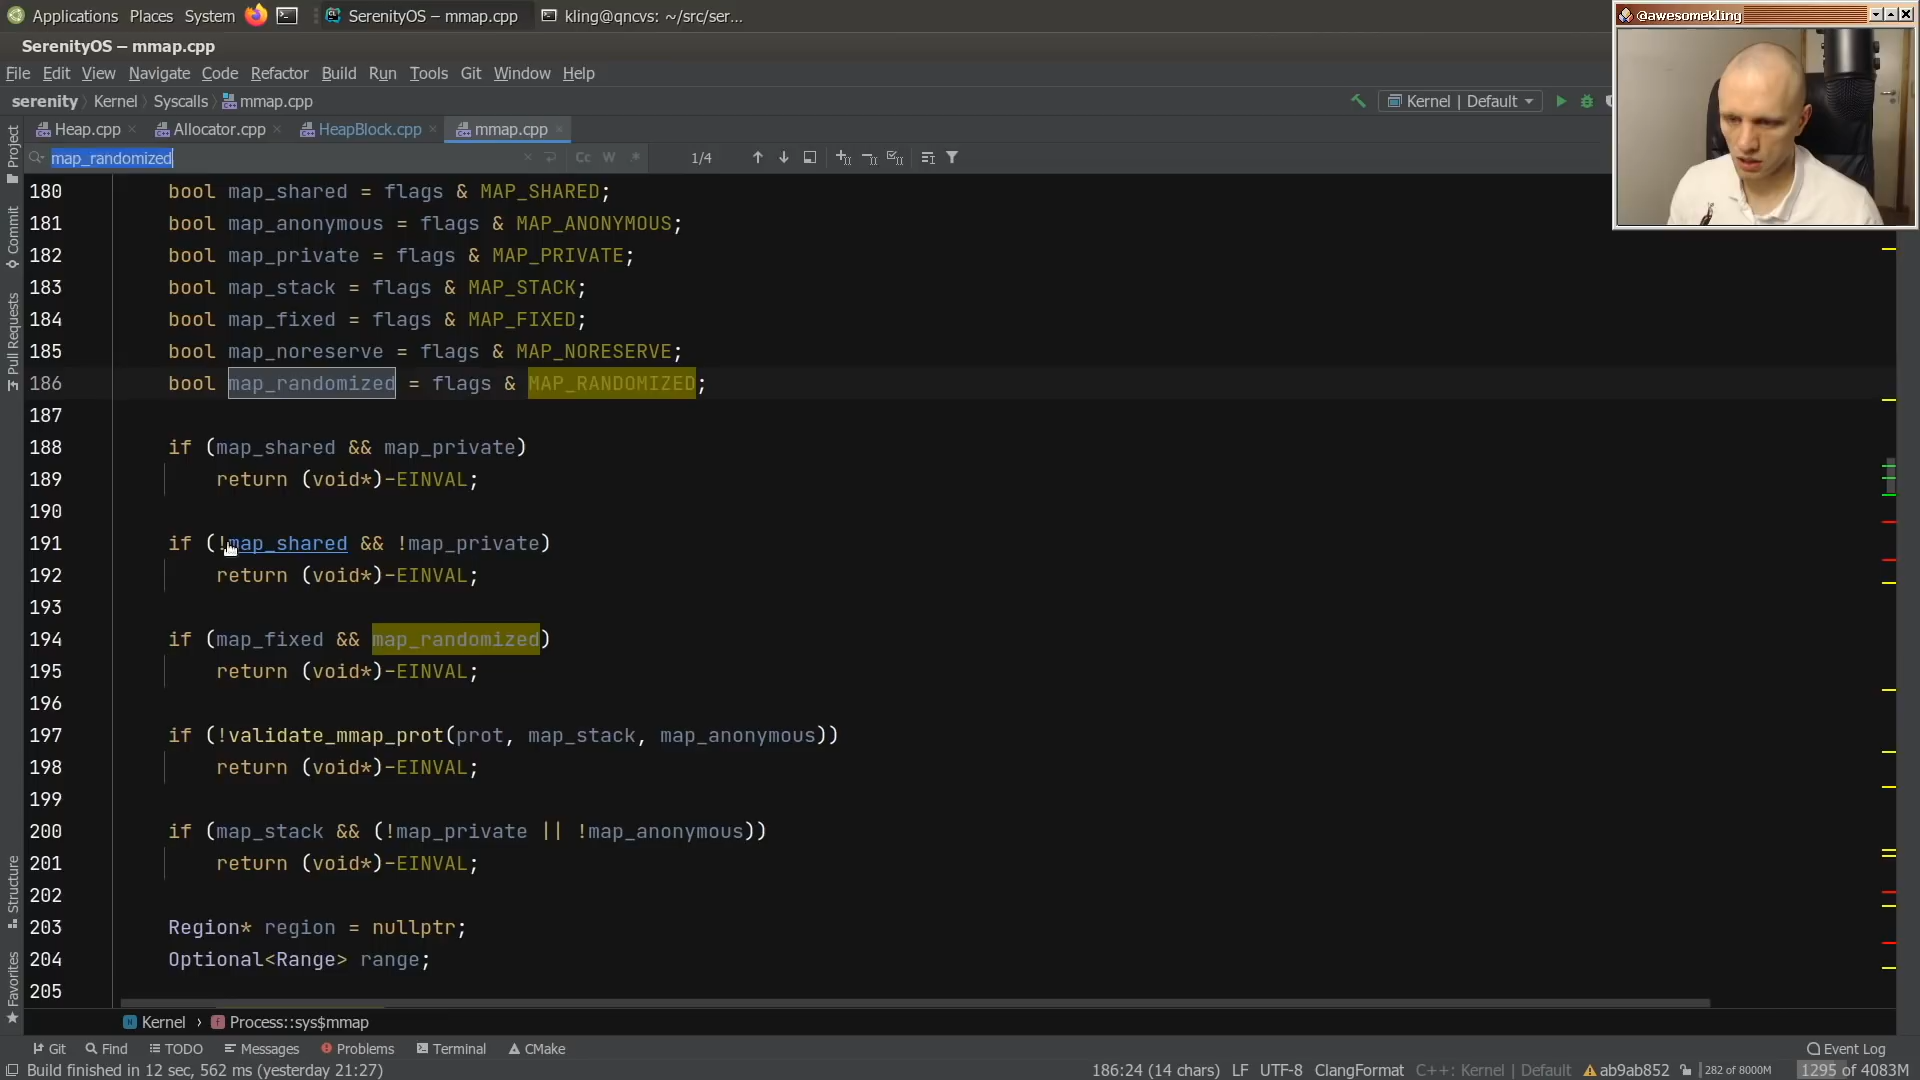 Applications Places System SerenityOS – mmap.cpp kling@qncvs: ~/src/ser...
@awesomekling
SerenityOS – mmap.cpp
File Edit View Navigate Code Refactor Build Run Tools Git Window Help
serenity Kernel Syscalls mmap.cpp Kernel | Default
Heap.cpp Allocator.cpp HeapBlock.cpp mmap.cpp
map_randomized Cc W .* 1/4
Project
Commit
Pull Requests
Structure
Favorites
180 bool map_shared = flags & MAP_SHARED;
181 bool map_anonymous = flags & MAP_ANONYMOUS;
182 bool map_private = flags & MAP_PRIVATE;
183 bool map_stack = flags & MAP_STACK;
184 bool map_fixed = flags & MAP_FIXED;
185 bool map_noreserve = flags & MAP_NORESERVE;
186 bool map_randomized = flags & MAP_RANDOMIZED;
187
188 if (map_shared && map_private)
189 return (void*)-EINVAL;
190
191 if (!map_shared && !map_private)
192 return (void*)-EINVAL;
193
194 if (map_fixed && map_randomized)
195 return (void*)-EINVAL;
196
197 if (!validate_mmap_prot(prot, map_stack, map_anonymous))
198 return (void*)-EINVAL;
199
200 if (map_stack && (!map_private || !map_anonymous))
201 return (void*)-EINVAL;
202
203 Region* region = nullptr;
204 Optional<Range> range;
205
Kernel › Process::sys$mmap
Git Find TODO Messages Problems Terminal CMake Event Log
Build finished in 12 sec, 562 ms (yesterday 21:27) 186:24 (14 chars) LF UTF-8 ClangFormat C++: Kernel | Default ab9ab852 282 of 8000M 1295 of 4083M